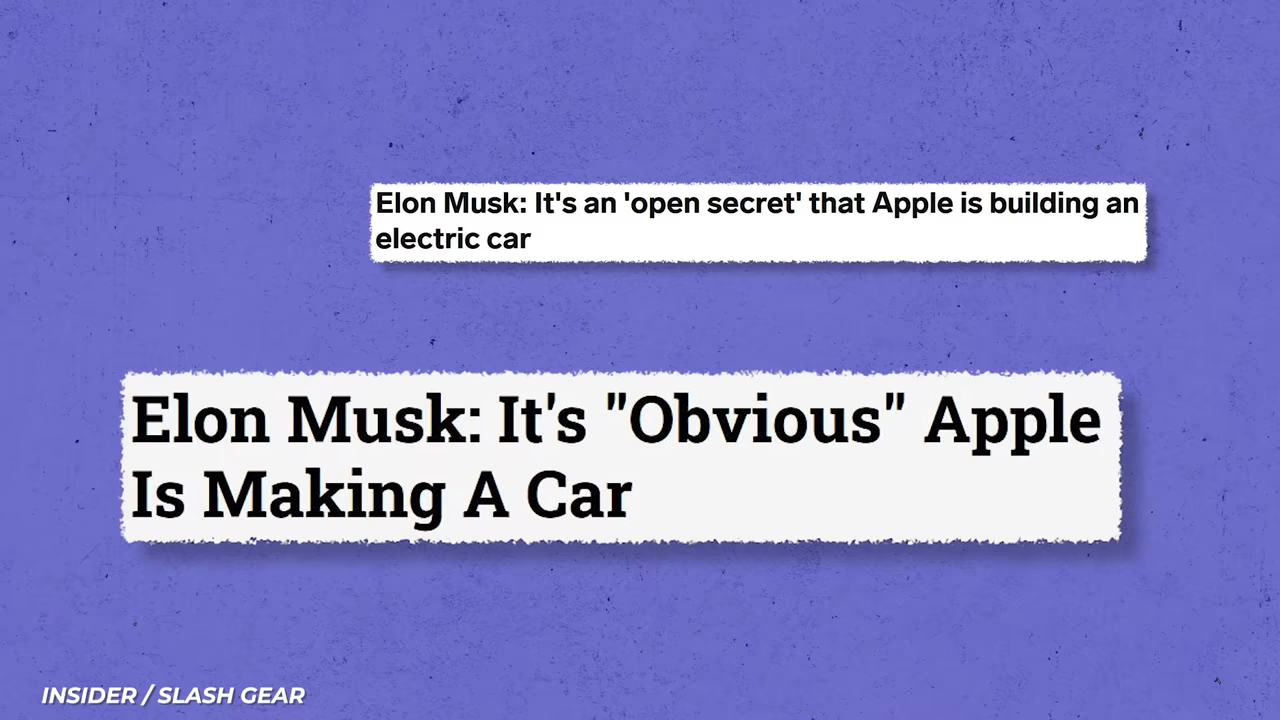 Elon Musk: It's an 'open secret' that Apple is building an
electric car
Elon Musk: It's "Obvious" Apple
Is Making A Car
INSIDER / SLASH GEAR